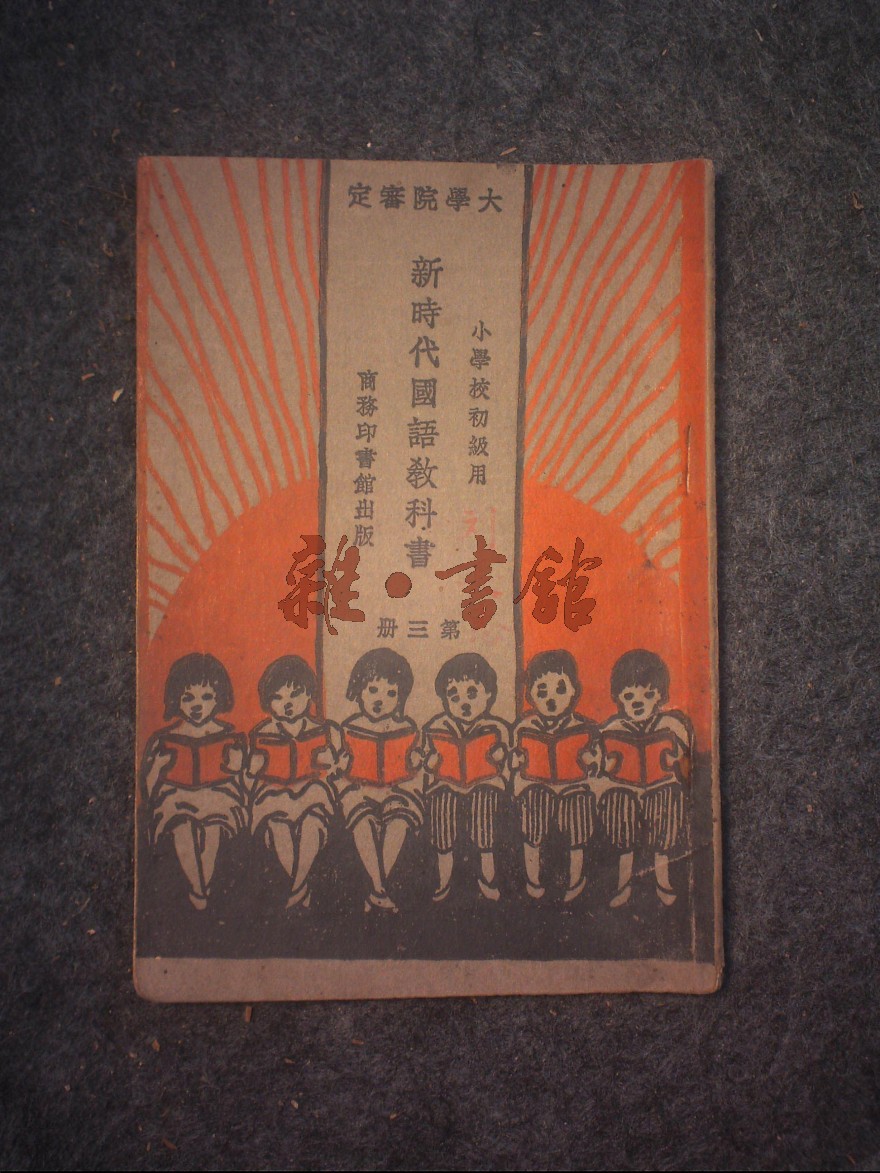 大學院審定
小學校初級用
新時代國語教科書
商務印書館出版
第三册
雜·書館